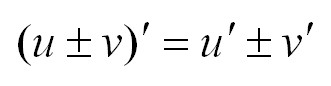 (u ± v)′ = u′ ± v′